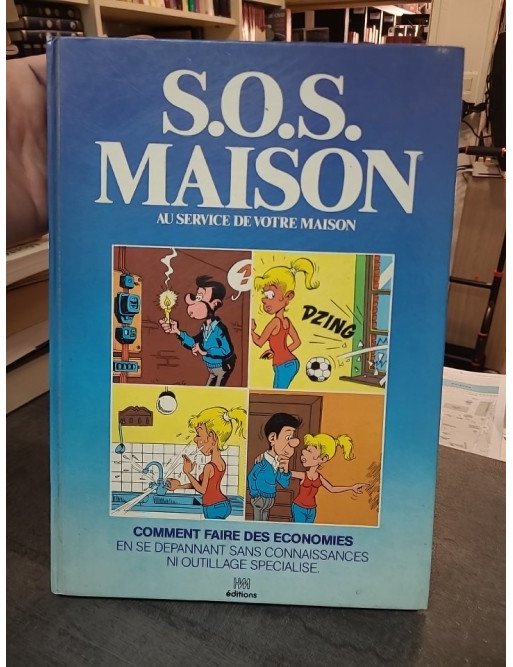 S.O.S.
MAISON
AU SERVICE DE VOTRE MAISON
DZING
COMMENT FAIRE DES ECONOMIES
EN SE DEPANNANT SANS CONNAISSANCES
NI OUTILLAGE SPECIALISE.
HM
éditions